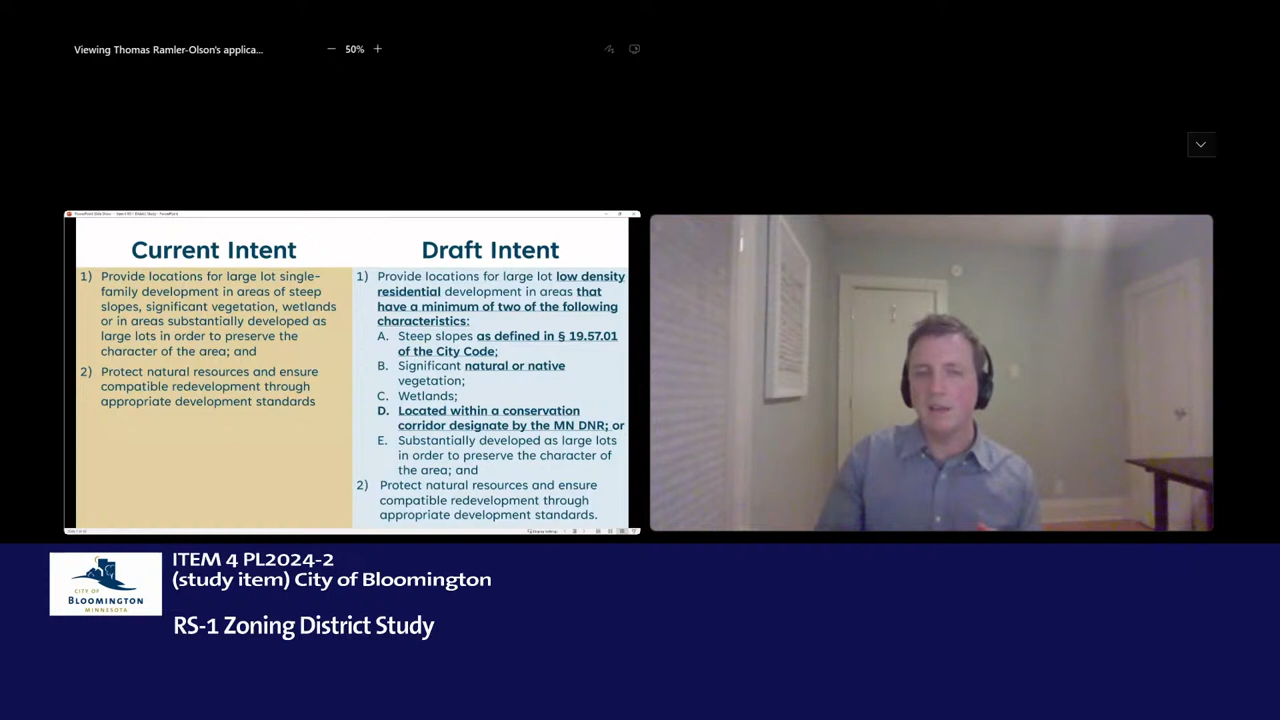 Viewing Thomas Ramler-Olson's applica...
50%
Current Intent
1) Provide locations for large lot single-
family development in areas of steep
slopes, significant vegetation, wetlands
or in areas substantially developed as
large lots in order to preserve the
character of the area; and
2) Protect natural resources and ensure
compatible redevelopment through
appropriate development standards
Draft Intent
1) Provide locations for large lot low density
residential development in areas that
have a minimum of two of the following
characteristics:
A. Steep slopes as defined in § 19.57.01
of the City Code;
B. Significant natural or native
vegetation;
C. Wetlands;
D. Located within a conservation
corridor designate by the MN DNR; or
E. Substantially developed as large lots
in order to preserve the character of
the area; and
2) Protect natural resources and ensure
compatible redevelopment through
appropriate development standards.
CITY OF
BLOOMINGTON
MINNESOTA
ITEM 4 PL2024-2
(study item) City of Bloomington
RS-1 Zoning District Study